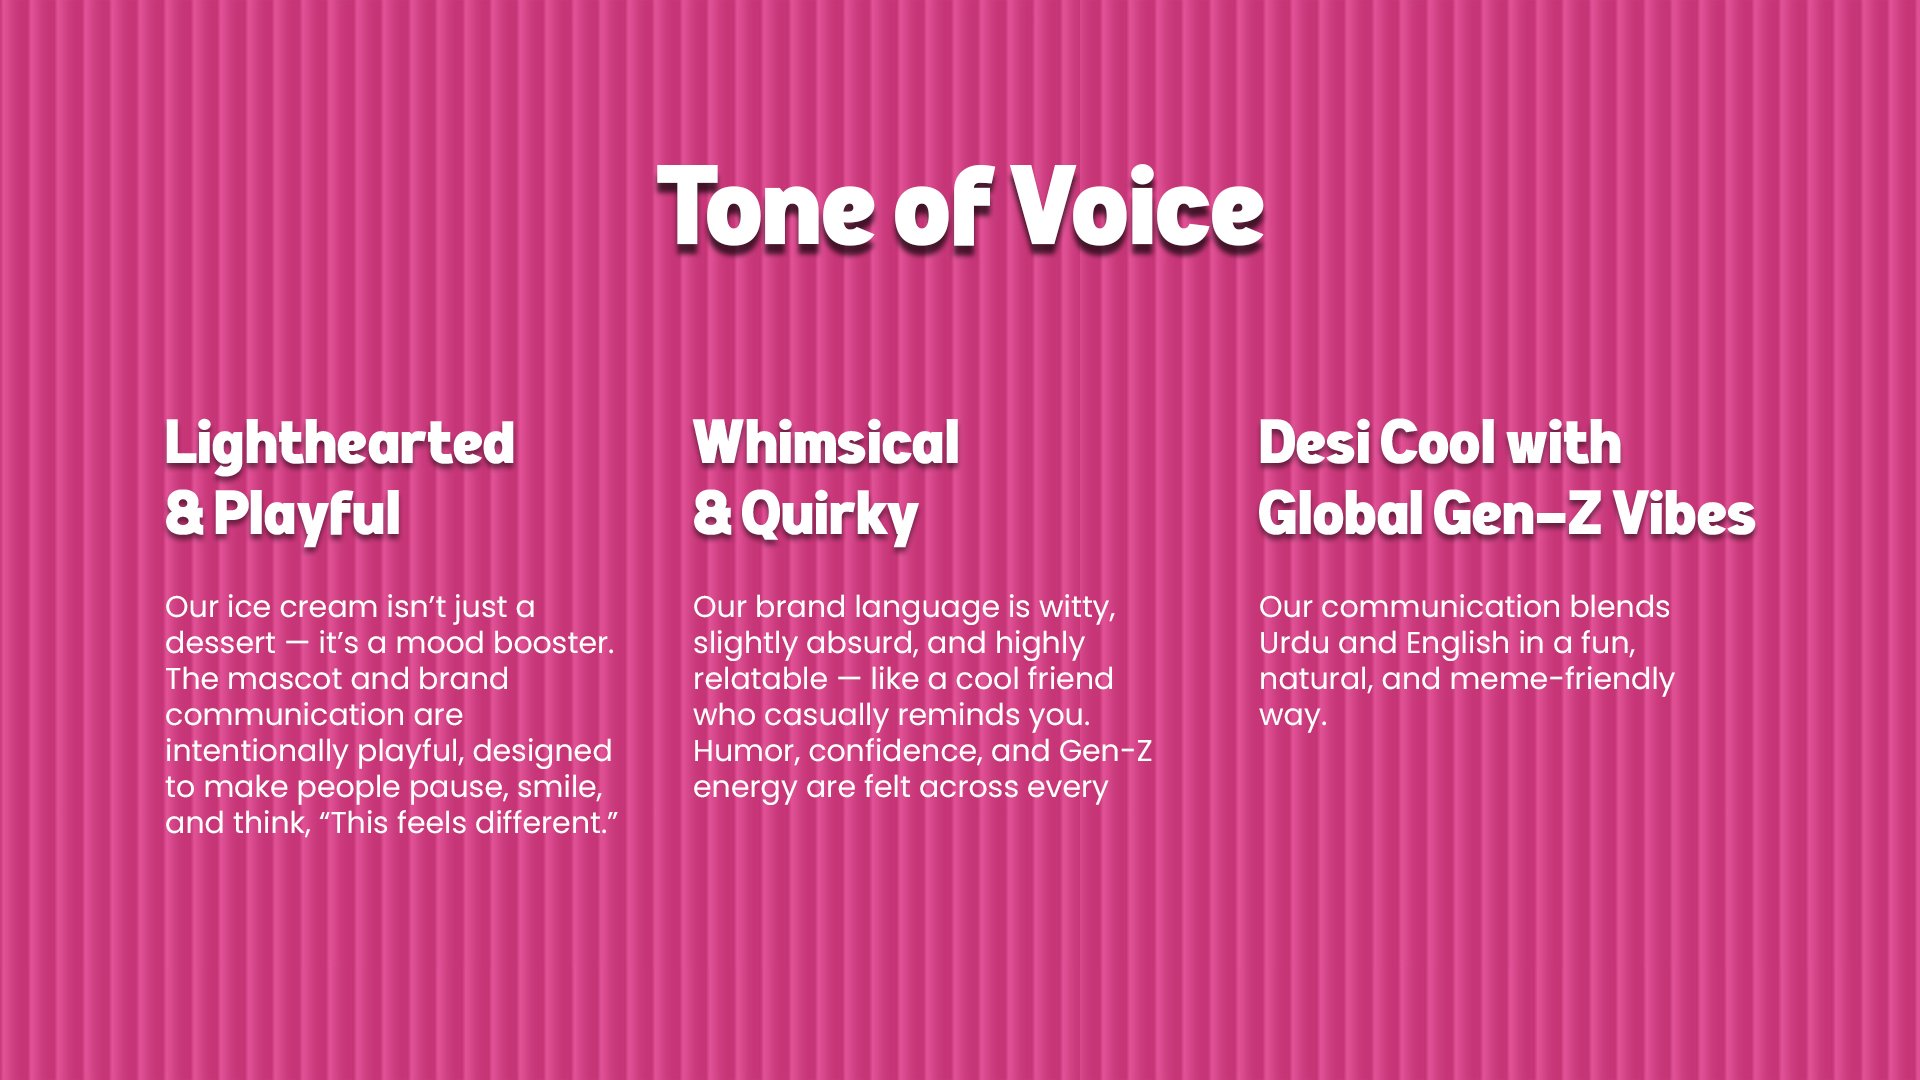 Tone of Voice
Lighthearted
& Playful
Our ice cream isn’t just a
dessert — it’s a mood booster.
The mascot and brand
communication are
intentionally playful, designed
to make people pause, smile,
and think, “This feels different.”
Whimsical
& Quirky
Our brand language is witty,
slightly absurd, and highly
relatable — like a cool friend
who casually reminds you.
Humor, confidence, and Gen-Z
energy are felt across every
Desi Cool with
Global Gen-Z Vibes
Our communication blends
Urdu and English in a fun,
natural, and meme-friendly
way.